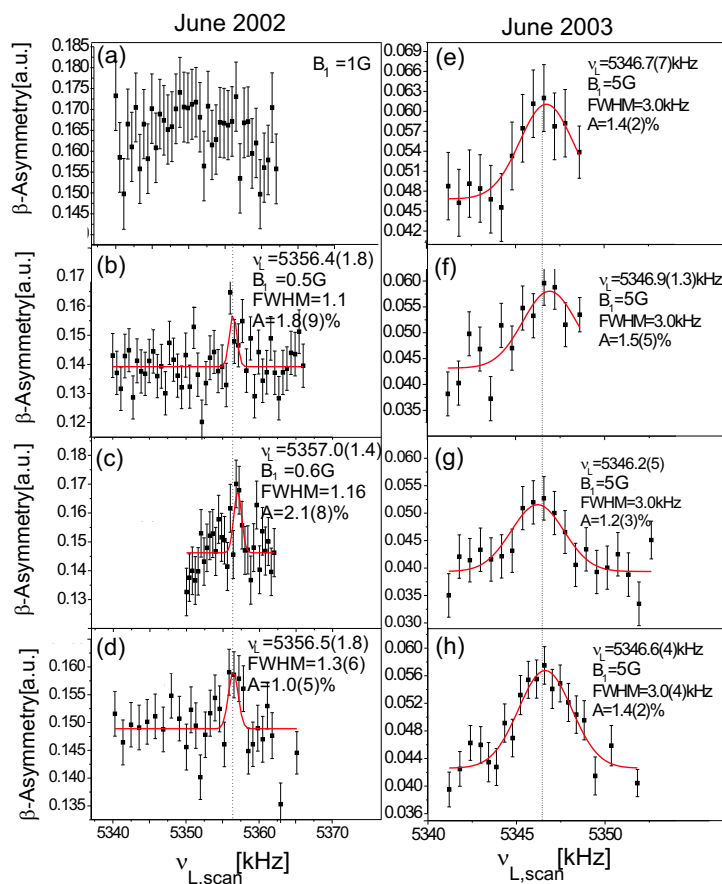 June 2002
June 2003
β-Asymmetry[a.u.]
0.185
0.180
0.175
0.170
0.165
0.160
0.155
0.150
0.145
(a)
B1 =1G
5340
5350
5360
5370
β-Asymmetry[a.u.]
0.17
0.16
0.15
0.14
0.13
0.12
(b)
νL=5356.4(1.8)
B1 =0.5G
FWHM=1.1
A=1.8(9)%
β-Asymmetry[a.u.]
0.18
0.17
0.16
0.15
0.14
0.13
(c)
νL=5357.0(1.4)
B1 =0.6G
FWHM=1.16
A=2.1(8)%
β-Asymmetry[a.u.]
0.160
0.155
0.150
0.145
0.140
0.135
(d)
νL=5356.5(1.8)
FWHM=1.3(6)
A=1.0(5)%
5340
5350
5360
5370
νL,scan [kHz]
0.069
0.066
0.063
0.060
0.057
0.054
0.051
0.048
0.045
0.042
(e)
νL=5346.7(7)kHz
B1=5G
FWHM=3.0kHz
A=1.4(2)%
5345
5350
0.060
0.055
0.050
0.045
0.040
0.035
(f)
νL=5346.9(1.3)kHz
B1=5G
FWHM=3.0kHz
A=1.5(5)%
0.060
0.055
0.050
0.045
0.040
0.035
0.030
(g)
νL=5346.2(5)
B1=5G
FWHM=3.0kHz
A=1.2(3)%
0.060
0.056
0.052
0.048
0.044
0.040
0.036
(h)
νL=5346.6(4)kHz
B1=5G
FWHM=3.0(4)kHz
A=1.4(2)%
5340
5345
5350
νL,scan [kHz]